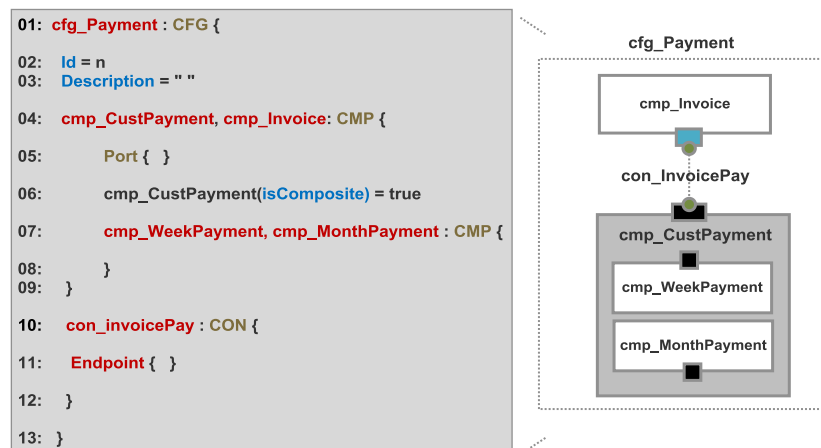 01: cfg_Payment : CFG {
02: Id = n
03: Description = " "
04: cmp_CustPayment, cmp_Invoice: CMP {
05: Port { }
06: cmp_CustPayment(isComposite) = true
07: cmp_WeekPayment, cmp_MonthPayment : CMP {
08: }
09: }
10: con_invoicePay : CON {
11: Endpoint { }
12: }
13: }
cfg_Payment
cmp_Invoice
con_InvoicePay
cmp_CustPayment
cmp_WeekPayment
cmp_MonthPayment